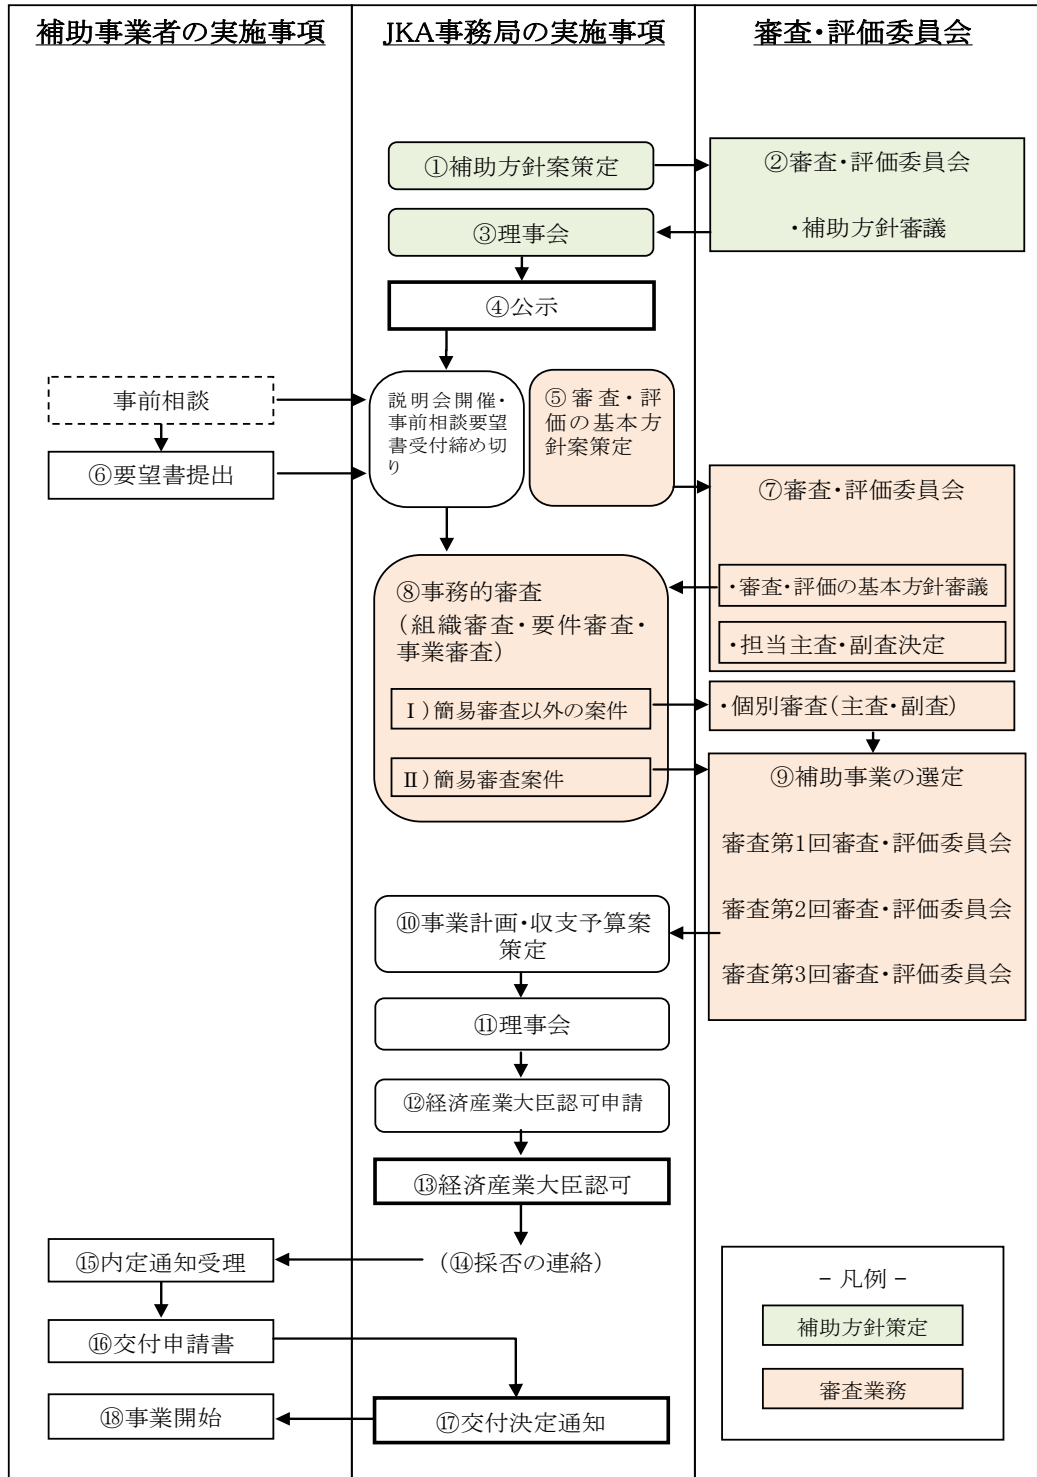 補助事業者の実施事項
JKA事務局の実施事項
審査・評価委員会
①補助方針案策定
②審査・評価委員会
・補助方針審議
③理事会
④公示
事前相談
説明会開催・
事前相談要望
書受付締め切
り
⑤審査・評
価の基本方
針案策定
⑥要望書提出
⑦審査・評価委員会
・審査・評価の基本方針審議
・担当主査・副査決定
⑧事務的審査
（組織審査・要件審査・
事業審査）
Ⅰ）簡易審査以外の案件
・個別審査（主査・副査）
Ⅱ）簡易審査案件
⑨補助事業の選定
審査第1回審査・評価委員会
審査第2回審査・評価委員会
審査第3回審査・評価委員会
⑩事業計画・収支予算案
策定
⑪理事会
⑫経済産業大臣認可申請
⑬経済産業大臣認可
（⑭採否の連絡）
⑮内定通知受理
⑯交付申請書
⑰交付決定通知
⑱事業開始
－ 凡例 －
補助方針策定
審査業務